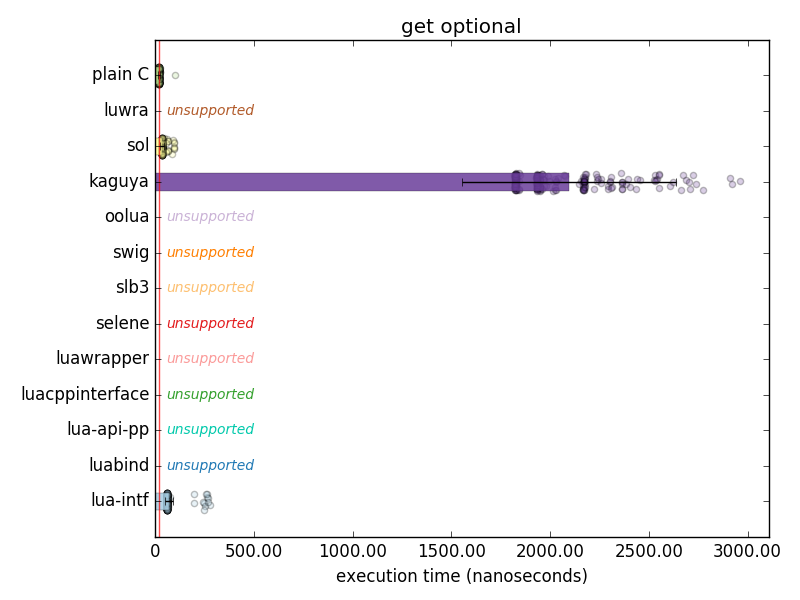 get optional
plain C
luwra unsupported
sol
kaguya
oolua unsupported
swig unsupported
slb3 unsupported
selene unsupported
luawrapper unsupported
luacppinterface unsupported
lua-api-pp unsupported
luabind unsupported
lua-intf
0 500.00 1000.00 1500.00 2000.00 2500.00 3000.00
execution time (nanoseconds)